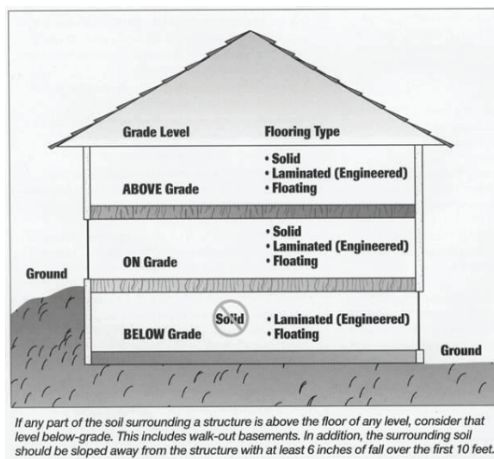 Grade Level Flooring Type
• Solid
• Laminated (Engineered)
ABOVE Grade • Floating
• Solid
• Laminated (Engineered)
ON Grade • Floating
Ground
Solid • Laminated (Engineered)
BELOW Grade • Floating
Ground
If any part of the soil surrounding a structure is above the floor of any level, consider that
level below-grade. This includes walk-out basements. In addition, the surrounding soil
should be sloped away from the structure with at least 6 inches of fall over the first 10 feet.